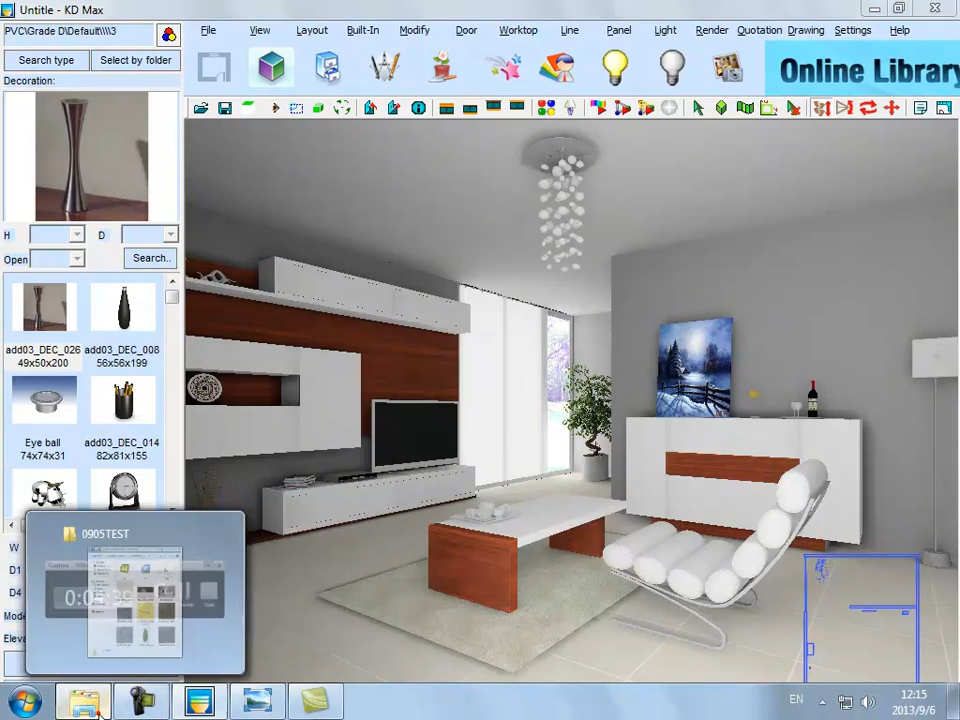 Untitle - KD Max
PVC\Grade D\Default\\\\3
Search type
Select by folder
Decoration:
H
D
Open
Search..
add03_DEC_026
49x50x200
add03_DEC_008
56x56x199
Eye ball
74x74x31
add03_DEC_014
82x81x155
W
D1
D4
Mode
Eleva
File
View
Layout
Built-In
Modify
Door
Worktop
Line
Panel
Light
Render
Quotation
Drawing
Settings
Help
Online Library
0905TEST
EN
12:15
2013/9/6